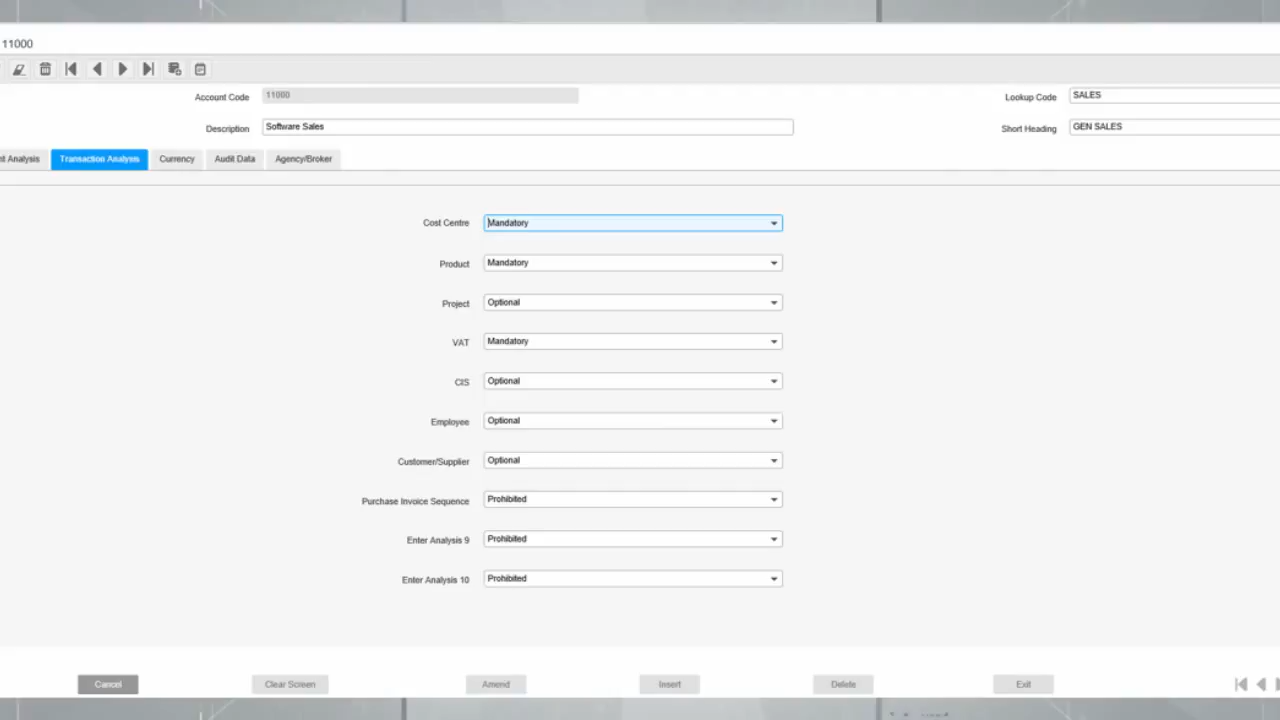 11000
Account Code 11000 Lookup Code SALES
Description Software Sales Short Heading GEN SALES
nt Analysis Transaction Analysis Currency Audit Data Agency/Broker
Cost Centre Mandatory
Product Mandatory
Project Optional
VAT Mandatory
CIS Optional
Employee Optional
Customer/Supplier Optional
Purchase Invoice Sequence Prohibited
Enter Analysis 9 Prohibited
Enter Analysis 10 Prohibited
Cancel Clear Screen Amend Insert Delete Exit